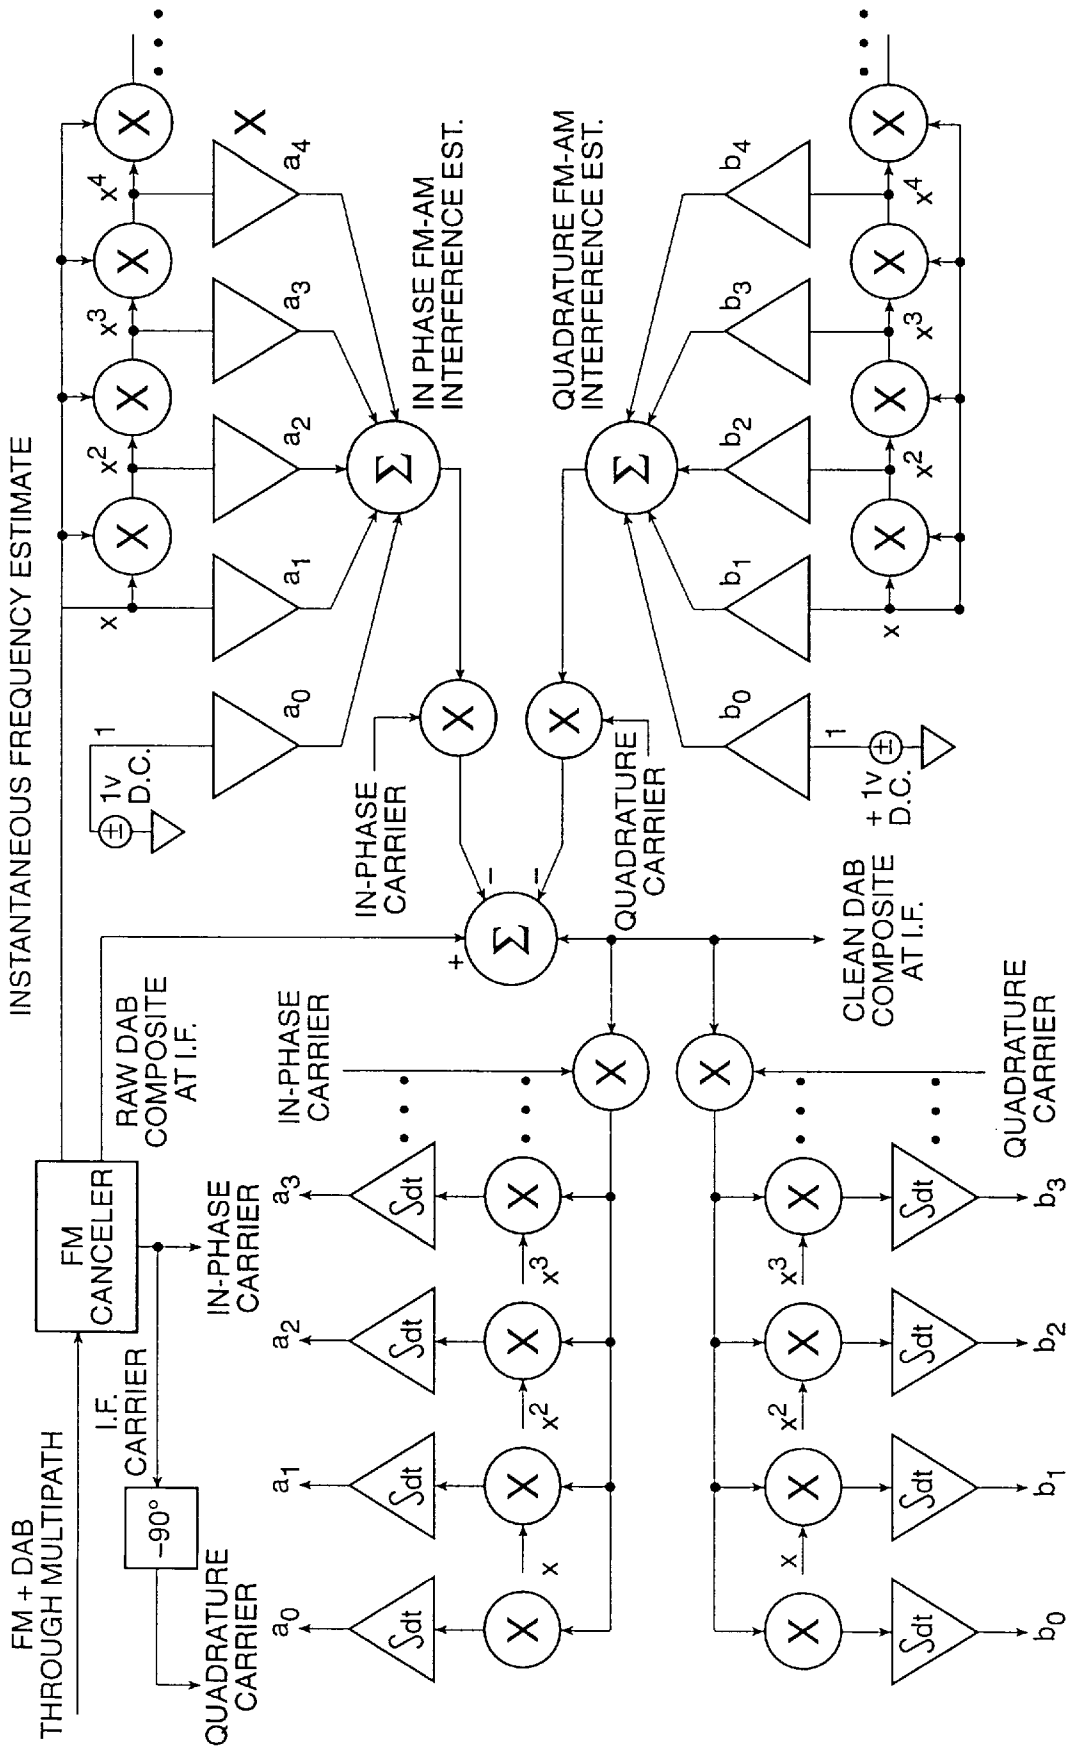 INSTANTANEOUS FREQUENCY ESTIMATE
FM + DAB
THROUGH MULTIPATH
FM
CANCELER
I.F.
CARRIER
-90°
QUADRATURE
CARRIER
IN-PHASE
CARRIER
RAW DAB
COMPOSITE
AT I.F.
±
1v
D.C.
1
x
X
x2
X
x3
X
x4
X
a0
a1
a2
a3
a4
X
Σ
IN PHASE FM-AM
INTERFERENCE EST.
IN-PHASE
CARRIER
X
+
Σ
-
-
X
QUADRATURE
CARRIER
QUADRATURE FM-AM
INTERFERENCE EST.
Σ
b0
b1
b2
b3
b4
1
±
+ 1v
D.C.
x
X
x2
X
x3
X
x4
X
CLEAN DAB
COMPOSITE
AT I.F.
a0
a1
a2
a3
∫dt
∫dt
∫dt
∫dt
X
x
X
x2
X
x3
X
IN-PHASE
CARRIER
X
X
QUADRATURE
CARRIER
X
x
X
x2
X
x3
X
∫dt
∫dt
∫dt
∫dt
b0
b1
b2
b3